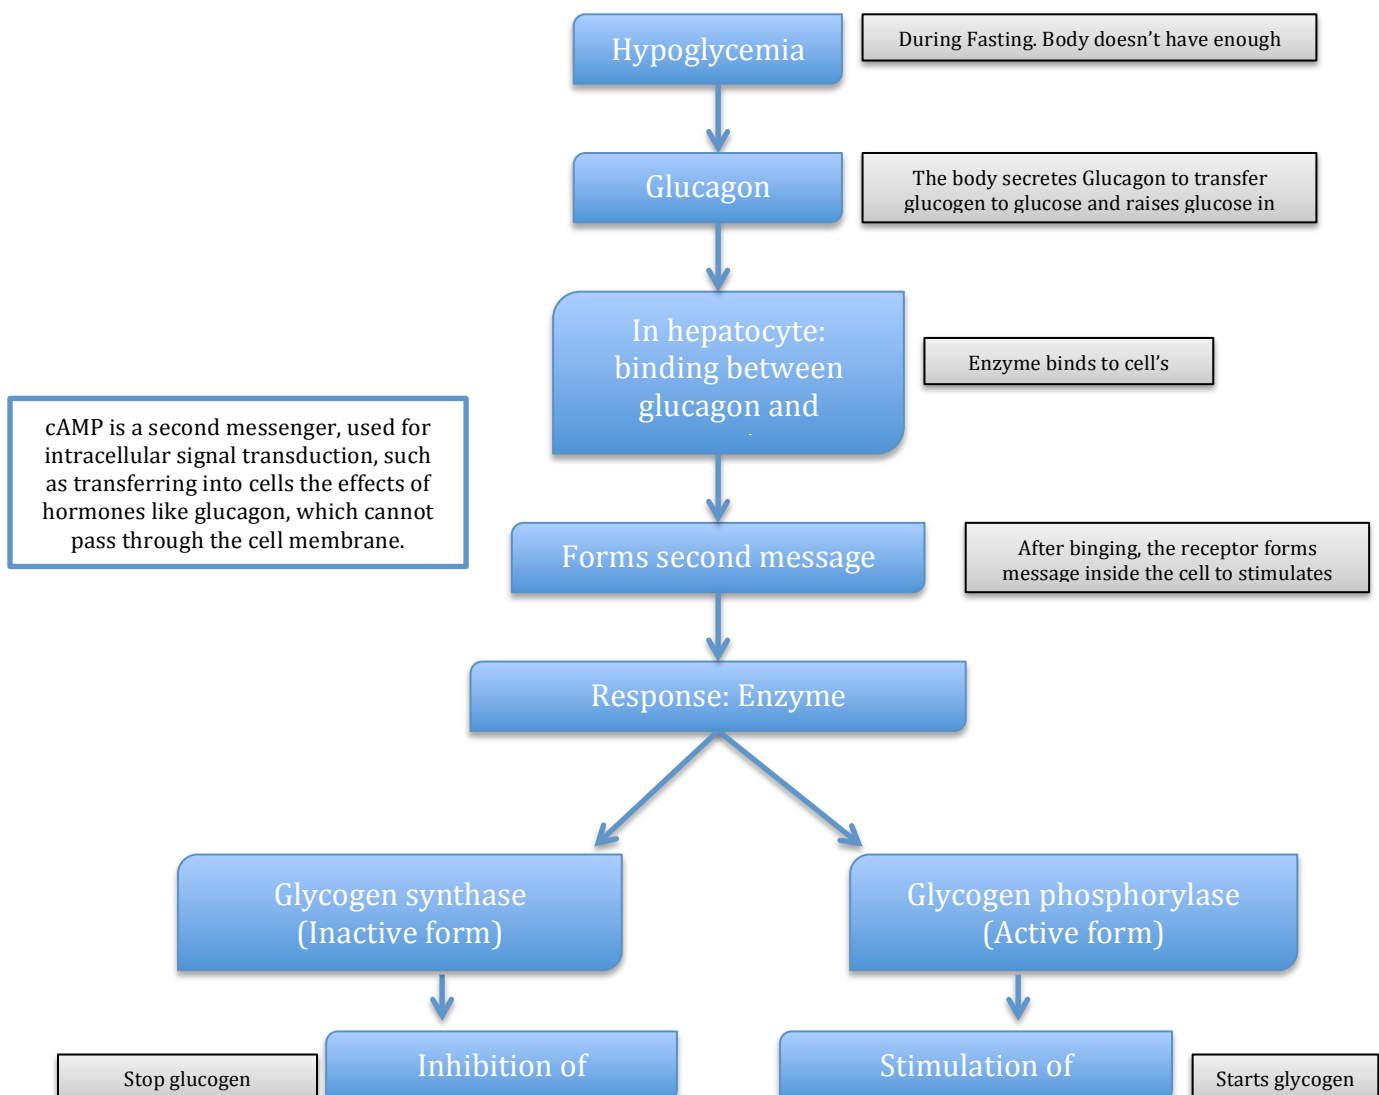 Hypoglycemia
During Fasting. Body doesn't have enough
Glucagon
The body secretes Glucagon to transfer
glucogen to glucose and raises glucose in
In hepatocyte:
binding between
glucagon and
Enzyme binds to cell's
cAMP is a second messenger, used for
intracellular signal transduction, such
as transferring into cells the effects of
hormones like glucagon, which cannot
pass through the cell membrane.
Forms second message
After binging, the receptor forms
message inside the cell to stimulates
Response: Enzyme
Glycogen synthase
(Inactive form)
Glycogen phosphorylase
(Active form)
Stop glucogen
Inhibition of
Stimulation of
Starts glycogen